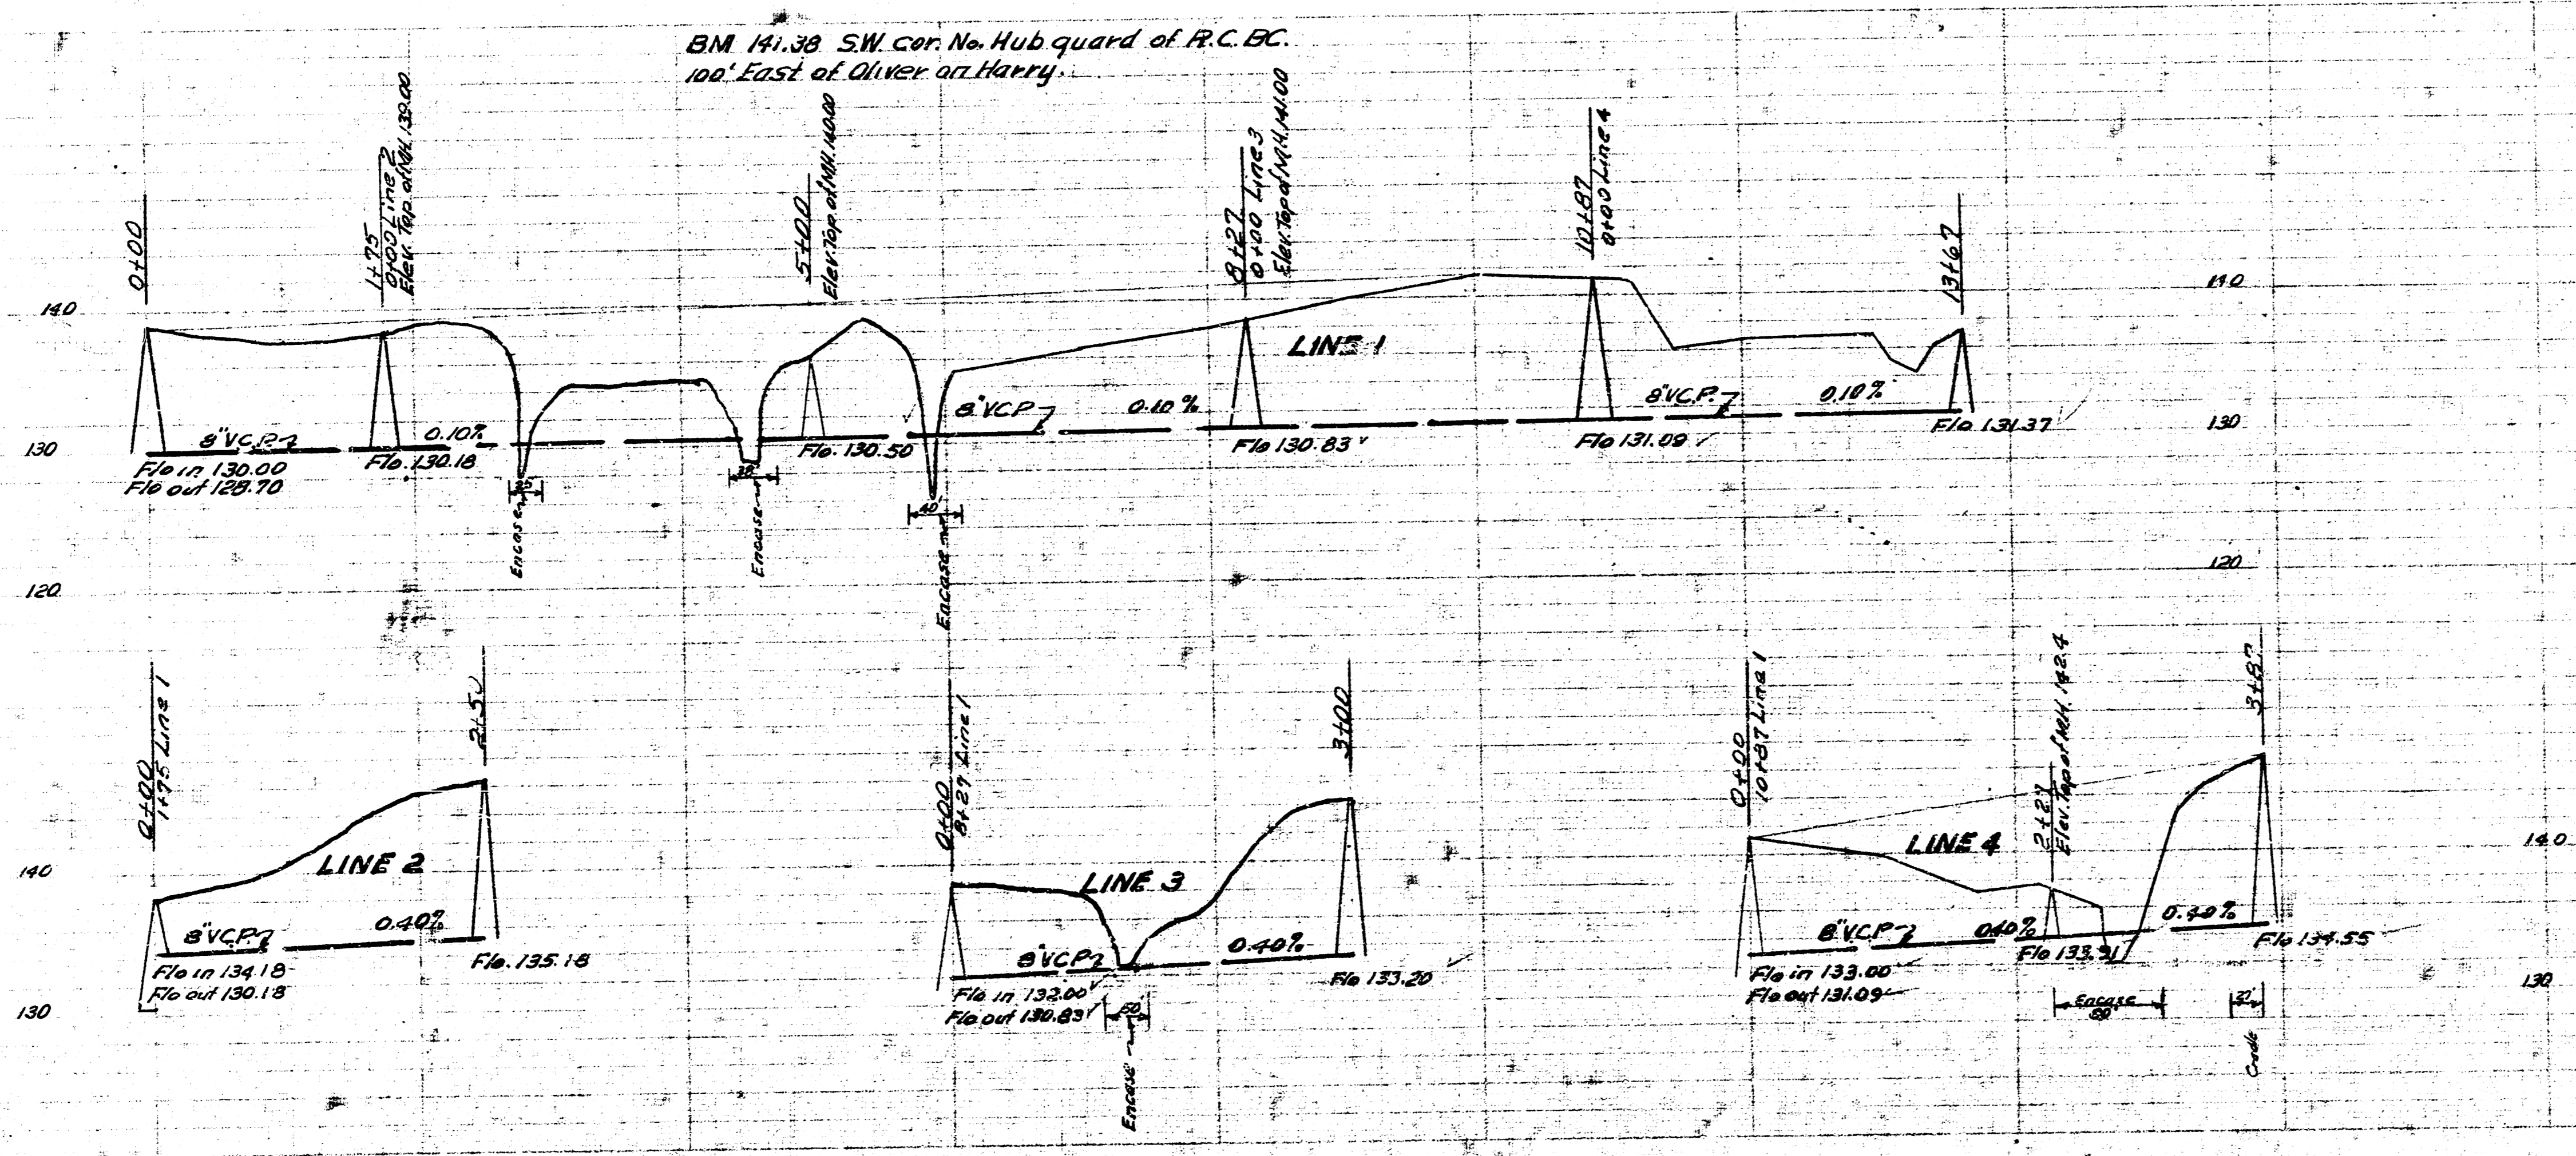 BM 141.38 S.W. cor. No. Hub guard of R.C.BC.
100' East of Oliver on Harry.
0+00
1+75
0+00 Line 2
Elev. Top of MH. 139.00
5+00
Elev. Top of MH. 140.00
8+27
0+00 Line 3
Elev. Top of M.H. 141.00
10+87
0+00 Line 4
13+67
140
140
LINE 1
8" V.C.P.
0.10%
8" VCP
0.10%
8" V.C.P.
0.10%
130
130
Flo in 130.00
Flo out 129.70
Flo. 130.18
Flo. 130.50
Flo 130.83
Flo 131.09
Flo 131.37
Encase
Encase
40'
Encase
120
120
0+00
1+75 Line 1
2+50
0+00
8+27 Line 1
3+00
0+00
10+87 Line 1
2+27
Elev. Top of MH. 142.4
3+87
140
140
LINE 2
LINE 3
LINE 4
8" V.C.P.
0.40%
8" V.C.P.
0.40%
8" V.C.P.
0.40%
0.40%
Flo in 134.18
Flo out 130.18
Flo. 135.18
Flo in 132.00
Flo out 130.83
50'
Flo 133.20
Flo in 133.00
Flo out 131.09
Flo 133.91
Flo 134.55
130
130
Encase
Encase
Cradle